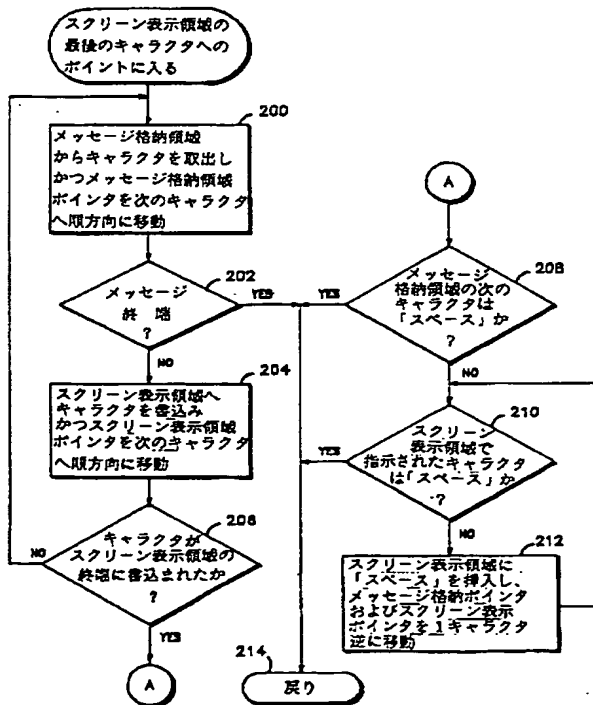 スクリーン表示領域の
最後のキャラクタへの
ポイントに入る
200
メッセージ格納領域
からキャラクタを取出し
かつメッセージ格納領域
ポインタを次のキャラクタ
へ順方向に移動
202
メッセージ
終端
?
YES
NO
204
スクリーン表示領域へ
キャラクタを書込み
かつスクリーン表示領域
ポインタを次のキャラクタ
へ順方向に移動
206
キャラクタが
スクリーン表示領域の
終端に書込まれたか
?
NO
YES
A
A
208
メッセージ
格納領域の次の
キャラクタは
「スペース」か
?
YES
NO
210
スクリーン
表示領域で
指示されたキャラクタ
は「スペース」か
?
YES
NO
212
スクリーン表示領域に
「スペース」を挿入し、
メッセージ格納ポインタ
およびスクリーン表示
ポインタを1キャラクタ
逆に移動
214
戻り